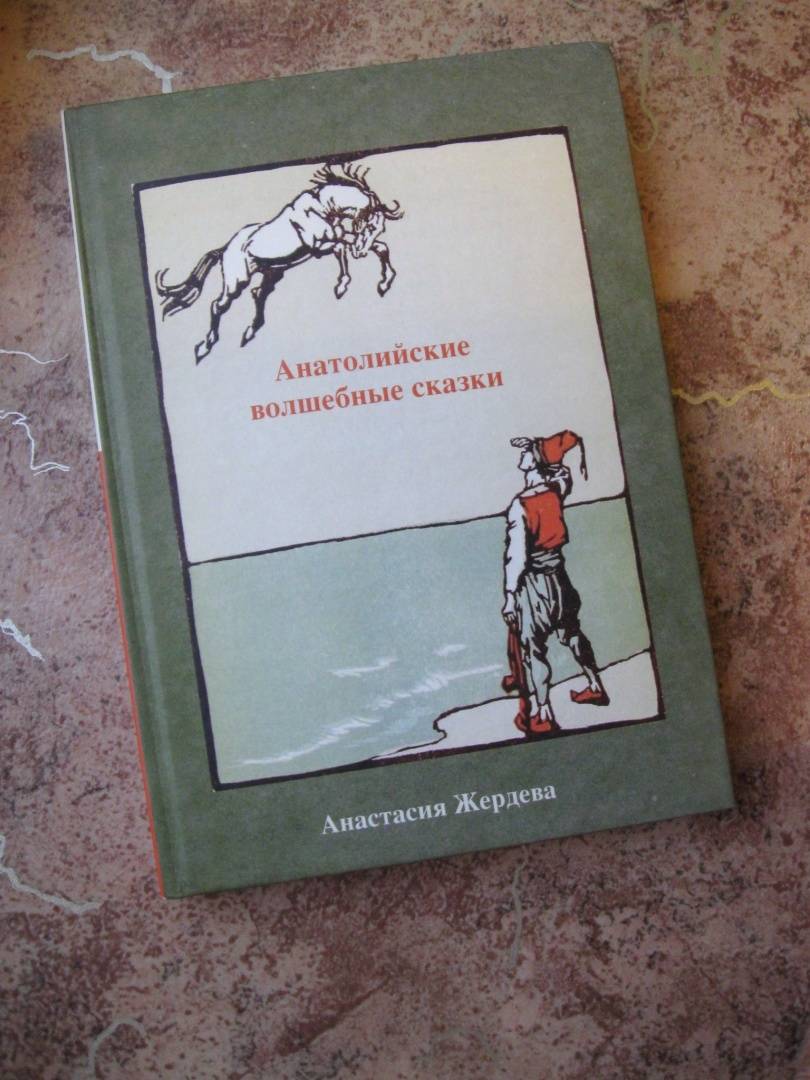 Анатолийские
волшебные сказки
Анастасия Жердева